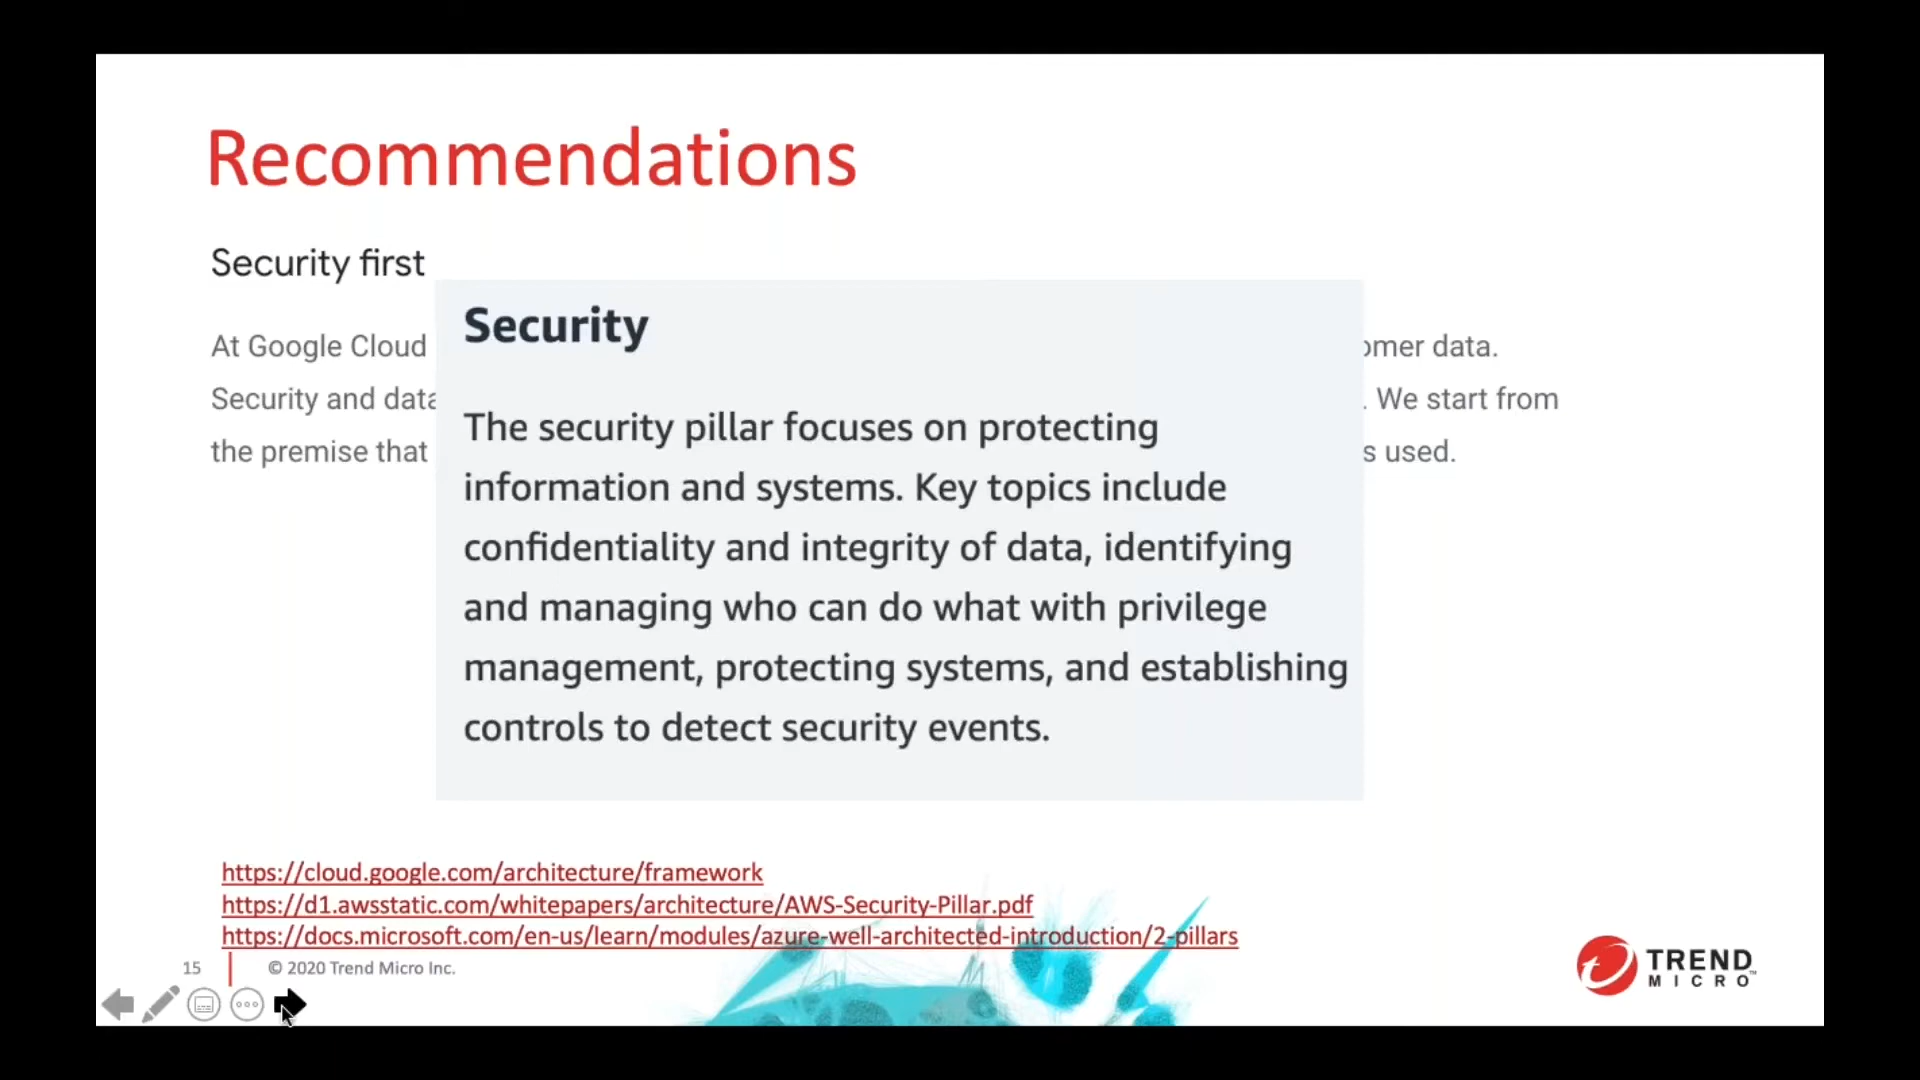 Recommendations
Security first
At Google Cloud omer data.
Security and data . We start from
the premise that s used.
Security
The security pillar focuses on protecting
information and systems. Key topics include
confidentiality and integrity of data, identifying
and managing who can do what with privilege
management, protecting systems, and establishing
controls to detect security events.
https://cloud.google.com/architecture/framework
https://d1.awsstatic.com/whitepapers/architecture/AWS-Security-Pillar.pdf
https://docs.microsoft.com/en-us/learn/modules/azure-well-architected-introduction/2-pillars
15 © 2020 Trend Micro Inc.
TREND
MICRO™